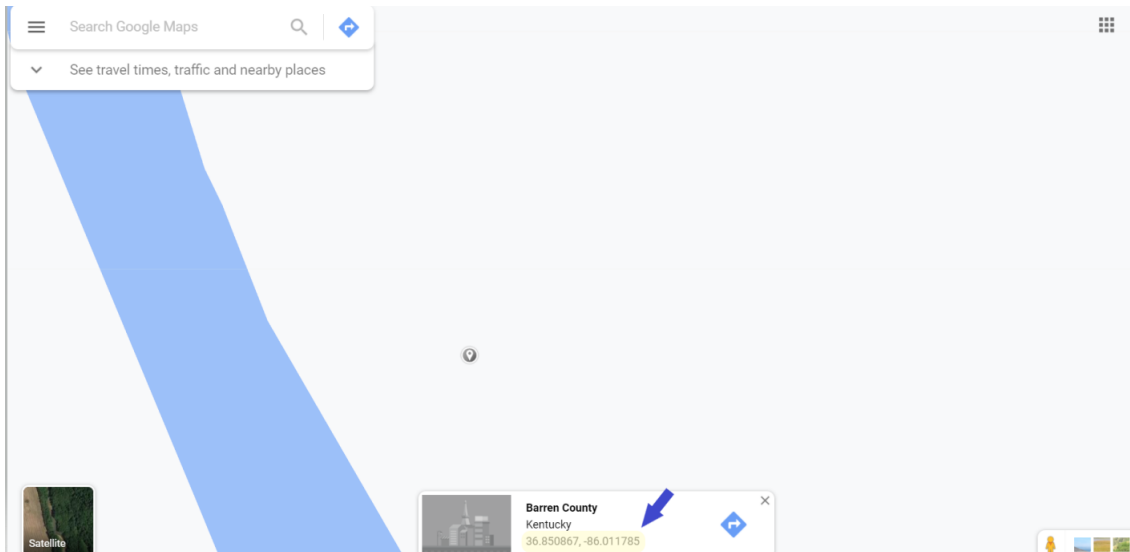 Search Google Maps
See travel times, traffic and nearby places
Barren County
Kentucky
36.850867, -86.011785
Satellite